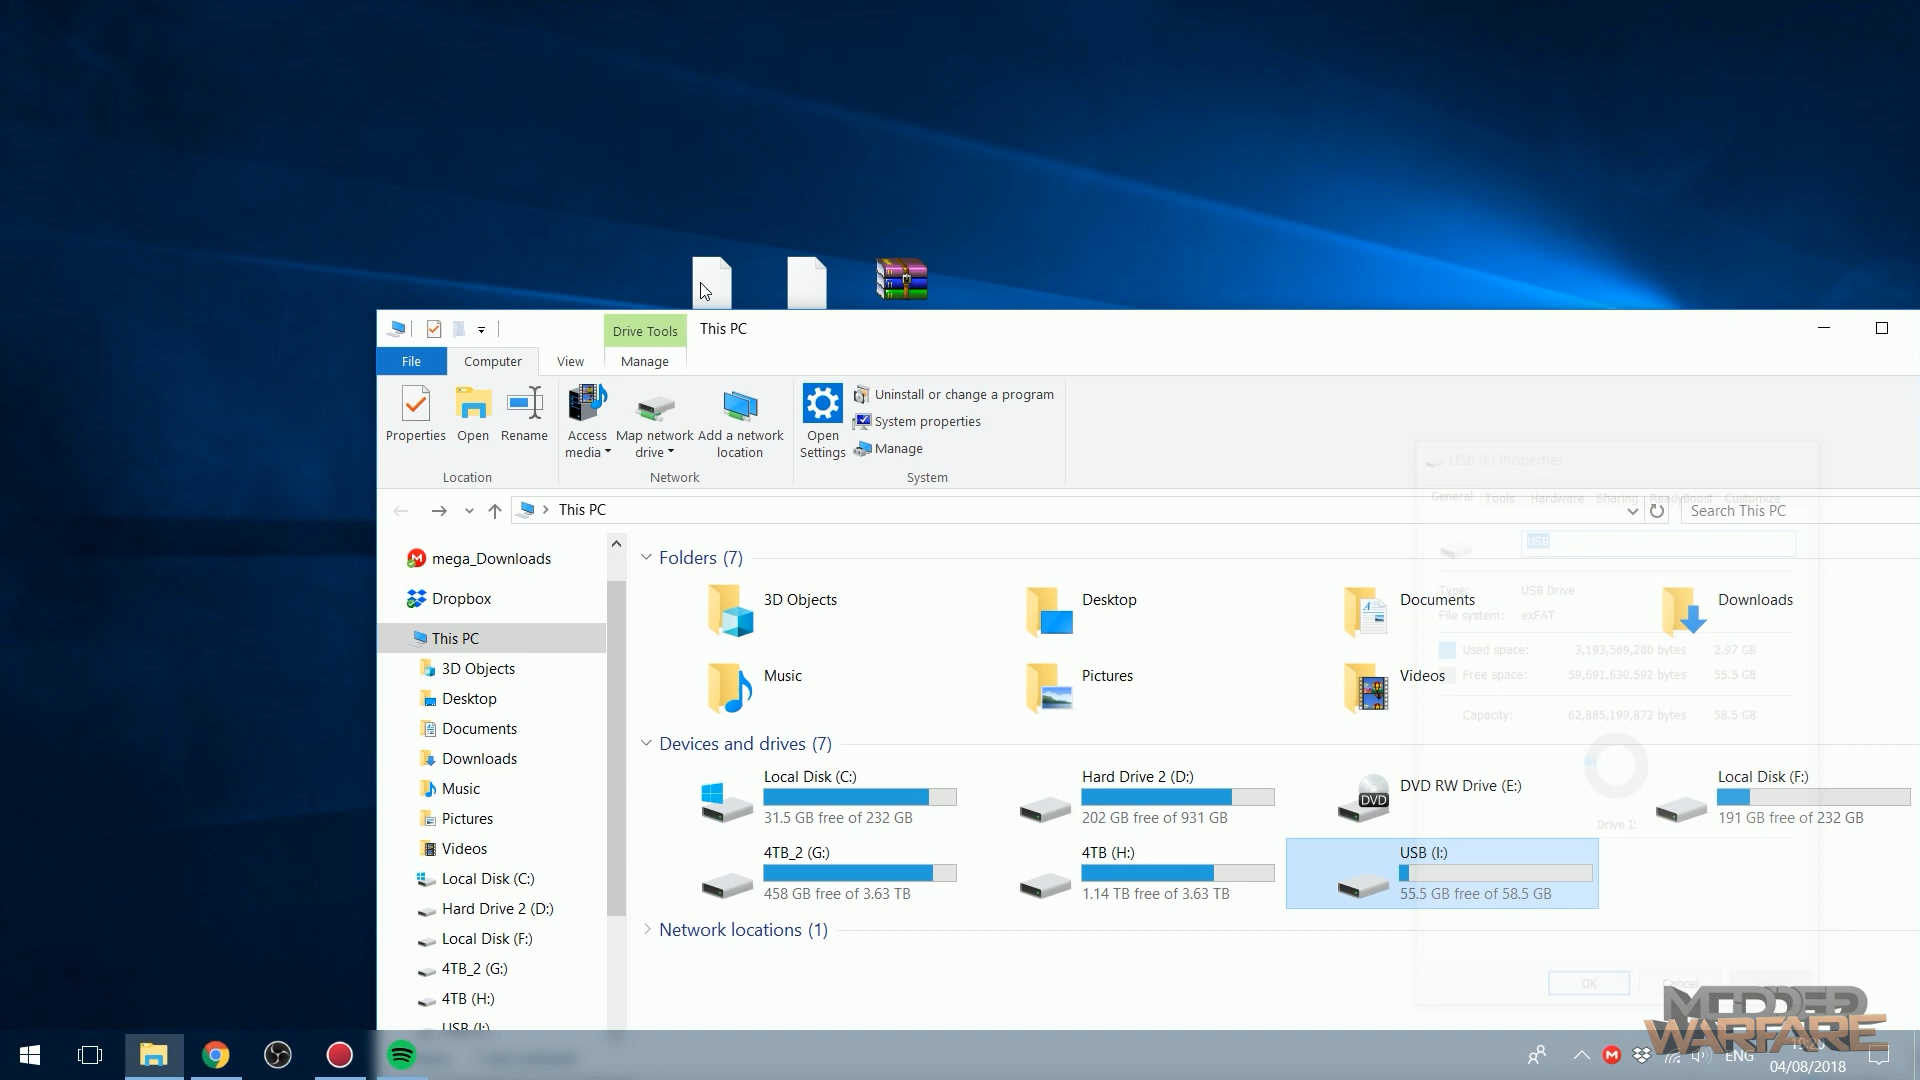 Drive Tools
This PC
File
Computer
View
Manage
Properties
Open
Rename
Access media
Map network drive
Add a network location
Open Settings
Uninstall or change a program
System properties
Manage
Location
Network
System
This PC
Search This PC
USB (I:) Properties
General Tools Hardware Sharing ReadyBoost Customize
USB
Type: USB Drive
File system: exFAT
Used space: 3,193,569,280 bytes 2.97 GB
Free space: 59,691,630,592 bytes 55.5 GB
Capacity: 62,885,199,872 bytes 58.5 GB
Drive I:
OK
Cancel
mega_Downloads
Dropbox
This PC
3D Objects
Desktop
Documents
Downloads
Music
Pictures
Videos
Local Disk (C:)
Hard Drive 2 (D:)
Local Disk (F:)
4TB_2 (G:)
4TB (H:)
USB (I:)
Folders (7)
3D Objects
Desktop
Documents
Downloads
Music
Pictures
Videos
Devices and drives (7)
Local Disk (C:)
31.5 GB free of 232 GB
Hard Drive 2 (D:)
202 GB free of 931 GB
DVD
DVD RW Drive (E:)
Local Disk (F:)
191 GB free of 232 GB
4TB_2 (G:)
458 GB free of 3.63 TB
4TB (H:)
1.14 TB free of 3.63 TB
USB (I:)
55.5 GB free of 58.5 GB
Network locations (1)
MODDED
WARFARE
ENG
04/08/2018